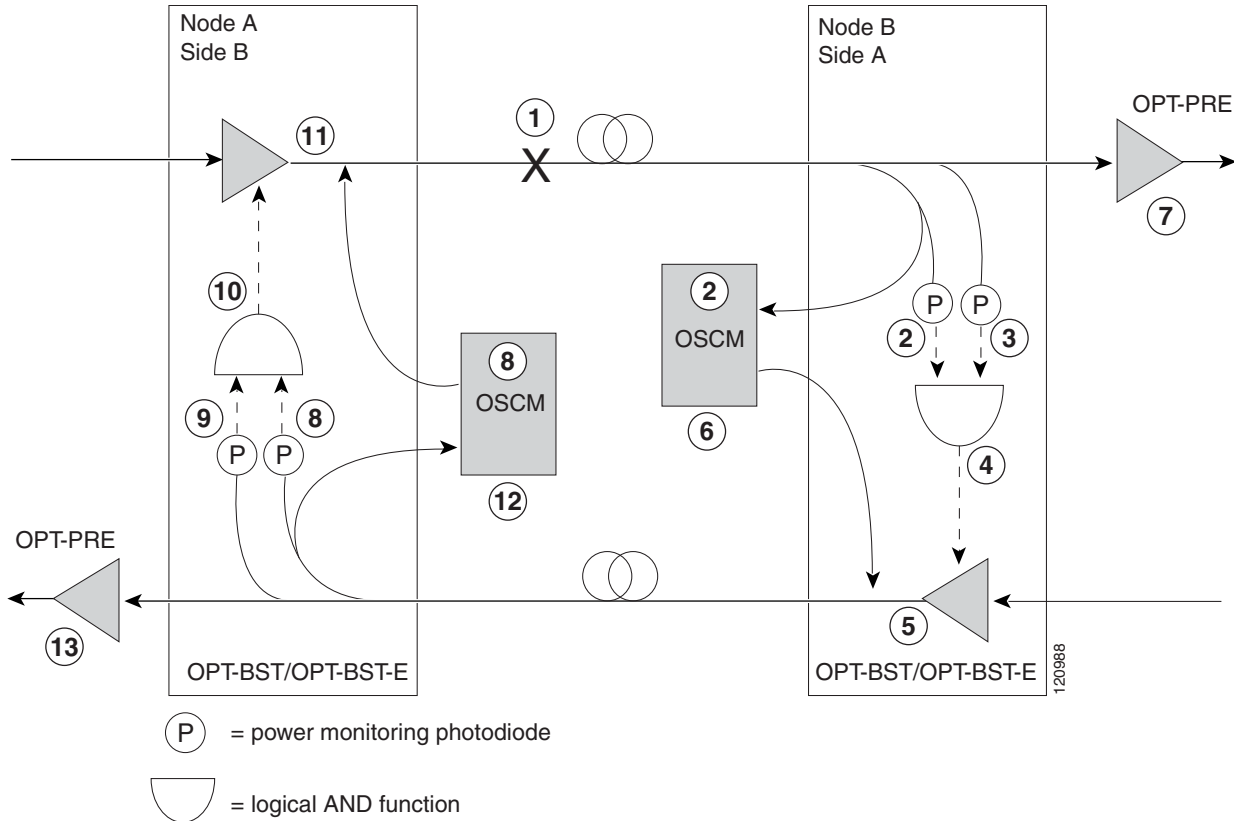 Node A
Side B
Node B
Side A
OPT-PRE
1
11
7
10
2
OSCM
P
P
2
3
8
OSCM
9
8
6
P
P
4
12
OPT-PRE
5
13
OPT-BST/OPT-BST-E
OPT-BST/OPT-BST-E
120988
P = power monitoring photodiode
= logical AND function
X